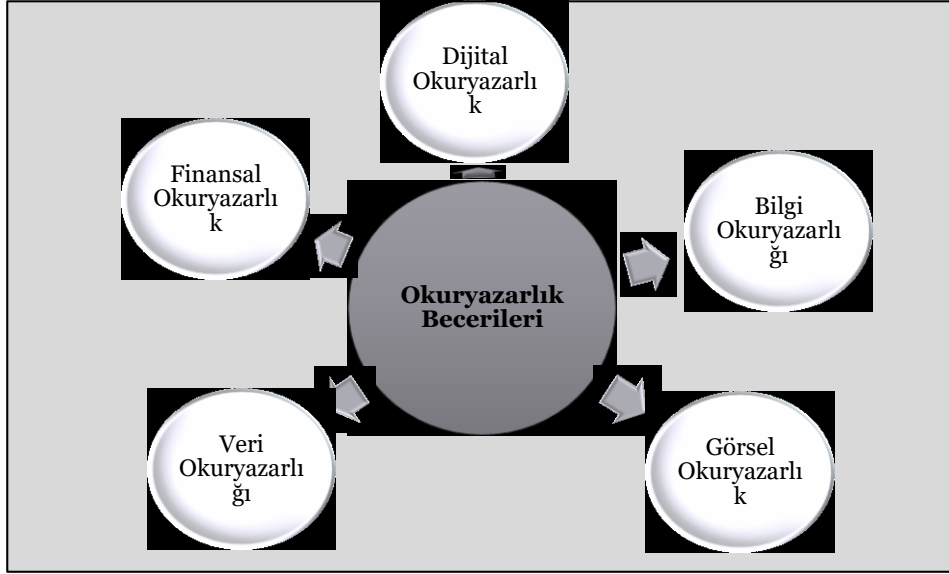 Dijital
Okuryazarlı
k
Finansal
Okuryazarlı
k
Bilgi
Okuryazarlı
ğı
Okuryazarlık
Becerileri
Veri
Okuryazarlı
ğı
Görsel
Okuryazarlı
k